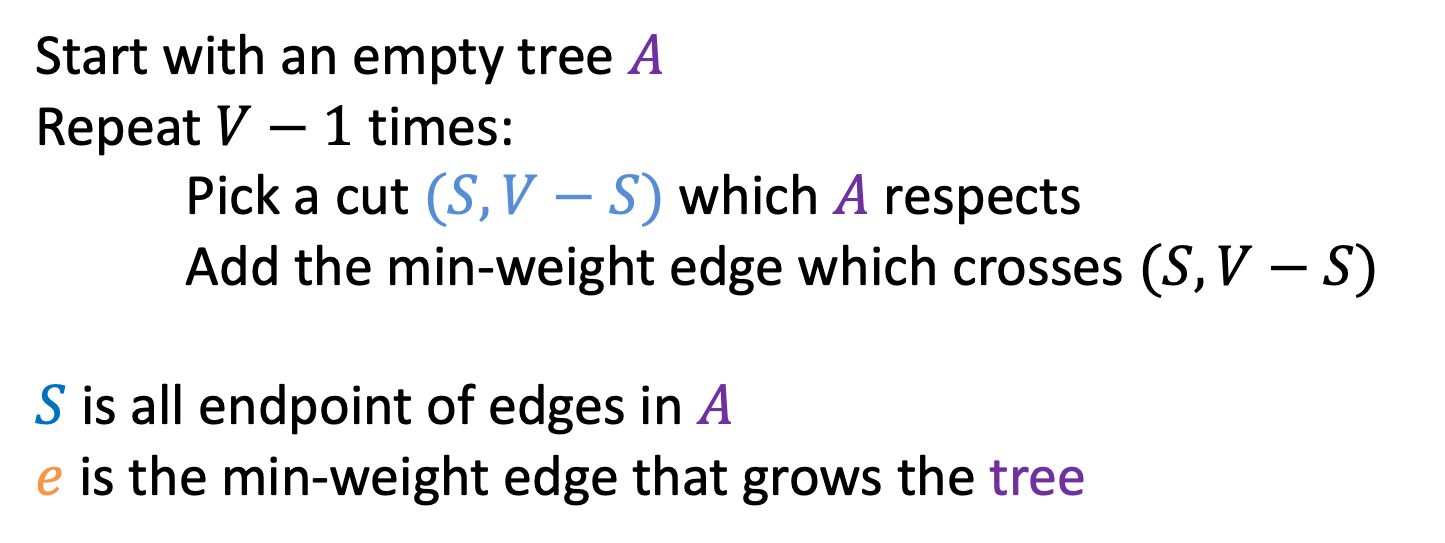 Start with an empty tree A
Repeat V − 1 times:
Pick a cut (S, V − S) which A respects
Add the min-weight edge which crosses (S, V − S)
S is all endpoint of edges in A
e is the min-weight edge that grows the tree